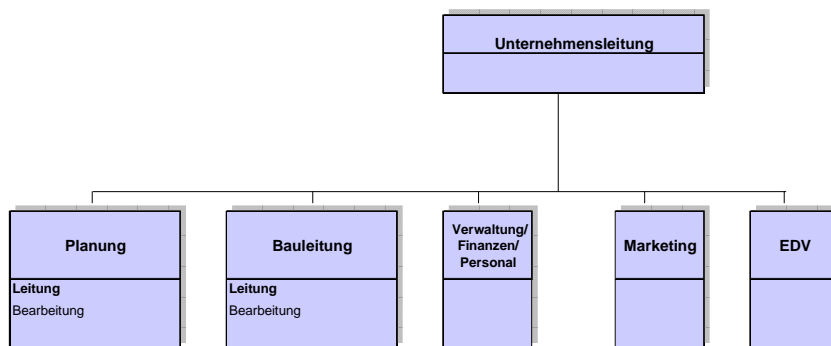 Unternehmensleitung
Planung
Leitung
Bearbeitung
Bauleitung
Leitung
Bearbeitung
Verwaltung/
Finanzen/
Personal
Marketing
EDV